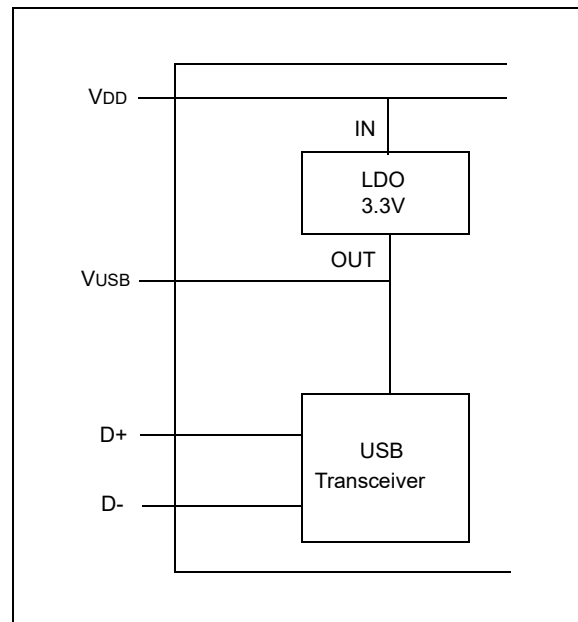 VDD
IN
LDO
3.3V
OUT
VUSB
D+
USB
Transceiver
D-